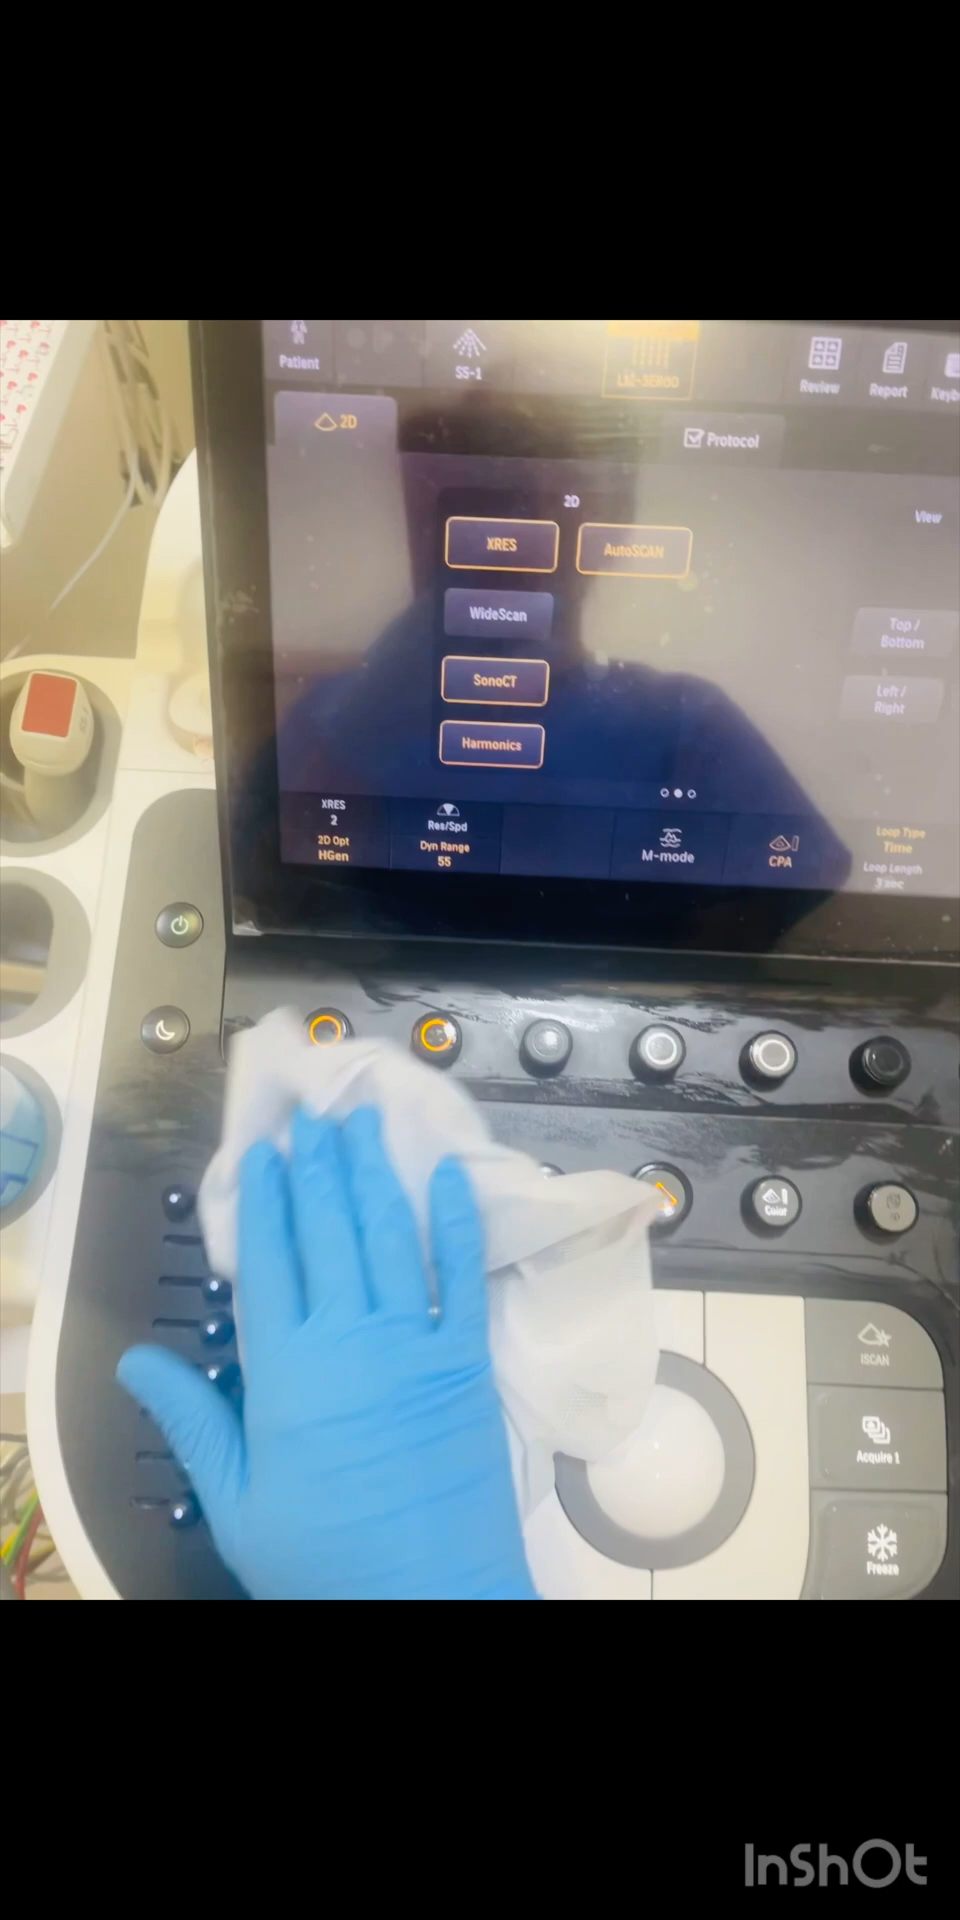 Patient
SS-1
Review
Report
2D
Protocol
2D
View
XRES
AutoSCAN
WideScan
Top /
Bottom
SonoCT
Left /
Right
Harmonics
XRES
2
2D Opt
HGen
Res/Spd
Dyn Range
55
M-mode
CPA
Loop Type
Time
Loop Length
3 sec
Color
iSCAN
Acquire 1
Freeze
InShOt